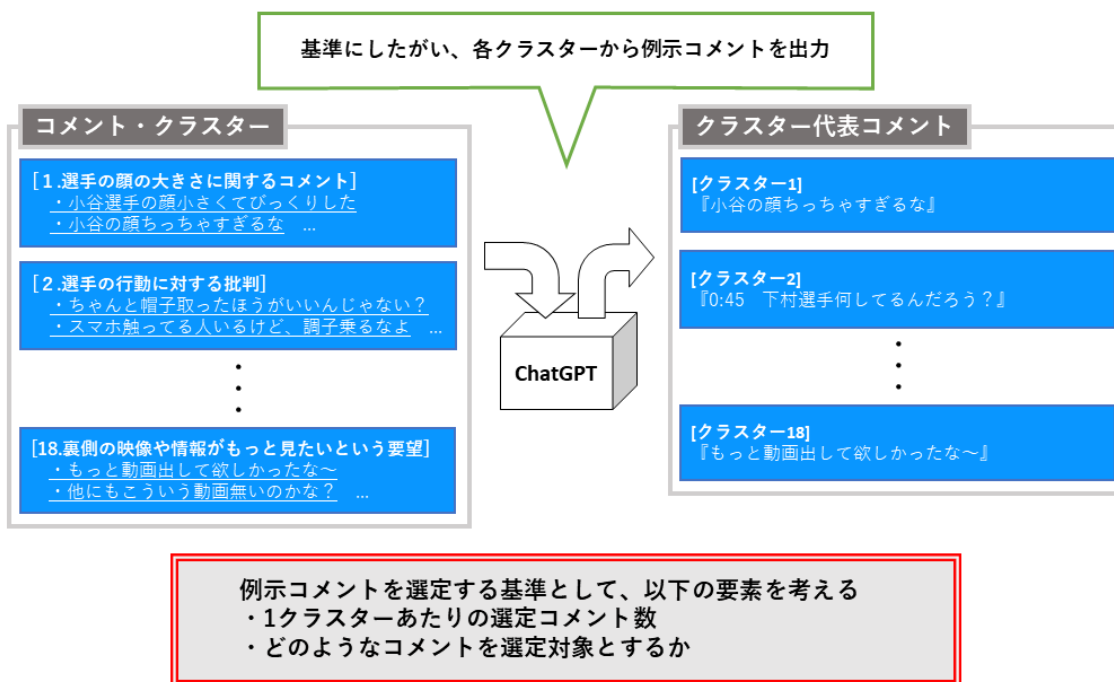 基準にしたがい、各クラスターから例示コメントを出力
コメント・クラスター
[１.選手の顔の大きさに関するコメント]
・小谷選手の顔小さくてびっくりした
・小谷の顔ちっちゃすぎるな　...
[２.選手の行動に対する批判]
・ちゃんと帽子取ったほうがいいんじゃない？
・スマホ触ってる人いるけど、調子乗るなよ　...
・
・
・
[18.裏側の映像や情報がもっと見たいという要望]
・もっと動画出して欲しかったな～
・他にもこういう動画無いのかな？　...
ChatGPT
クラスター代表コメント
[クラスター1]
『小谷の顔ちっちゃすぎるな』
[クラスター2]
『0:45　下村選手何してるんだろう？』
・
・
・
[クラスター18]
『もっと動画出して欲しかったな～』
例示コメントを選定する基準として、以下の要素を考える
・1クラスターあたりの選定コメント数
・どのようなコメントを選定対象とするか